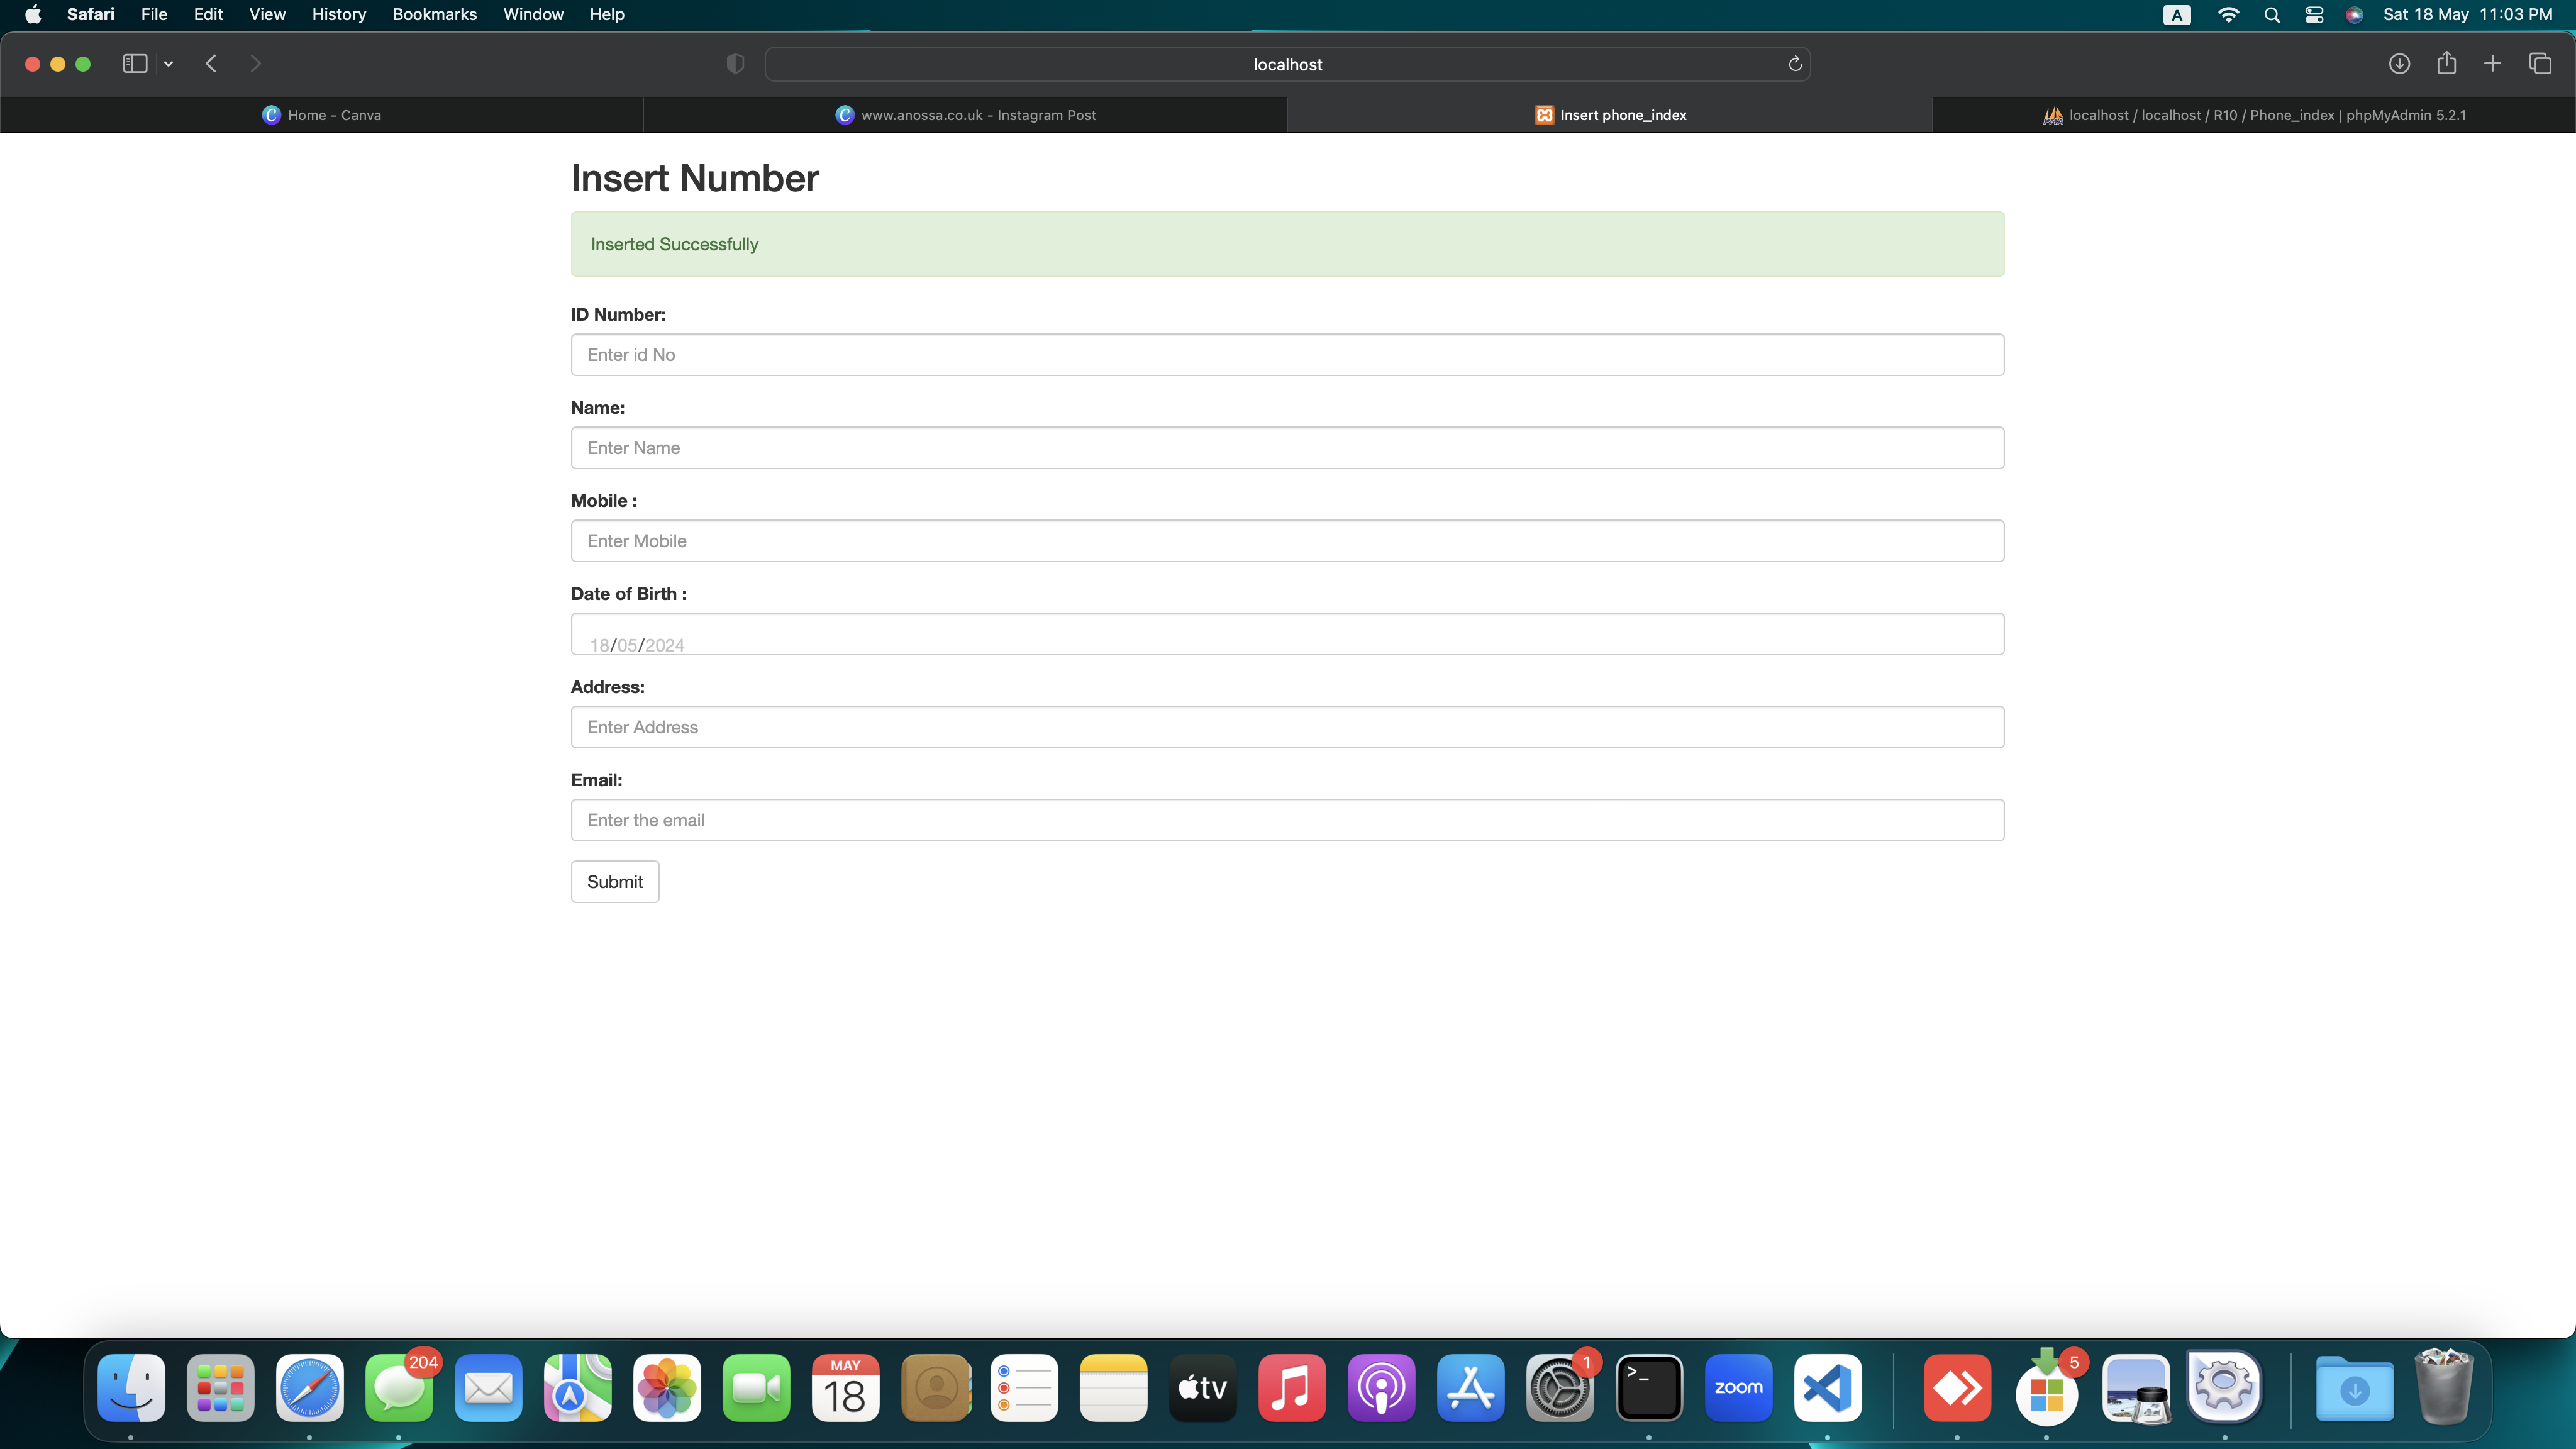 Safari File Edit View History Bookmarks Window Help A Sat 18 May 11:03 PM
localhost
Home - Canva
www.anossa.co.uk - Instagram Post
Insert phone_index
localhost / localhost / R10 / Phone_index | phpMyAdmin 5.2.1
Insert Number
Inserted Successfully
ID Number:
Enter id No
Name:
Enter Name
Mobile :
Enter Mobile
Date of Birth :
18/05/2024
Address:
Enter Address
Email:
Enter the email
Submit
204
MAY
18
tv
1
>_
zoom
5